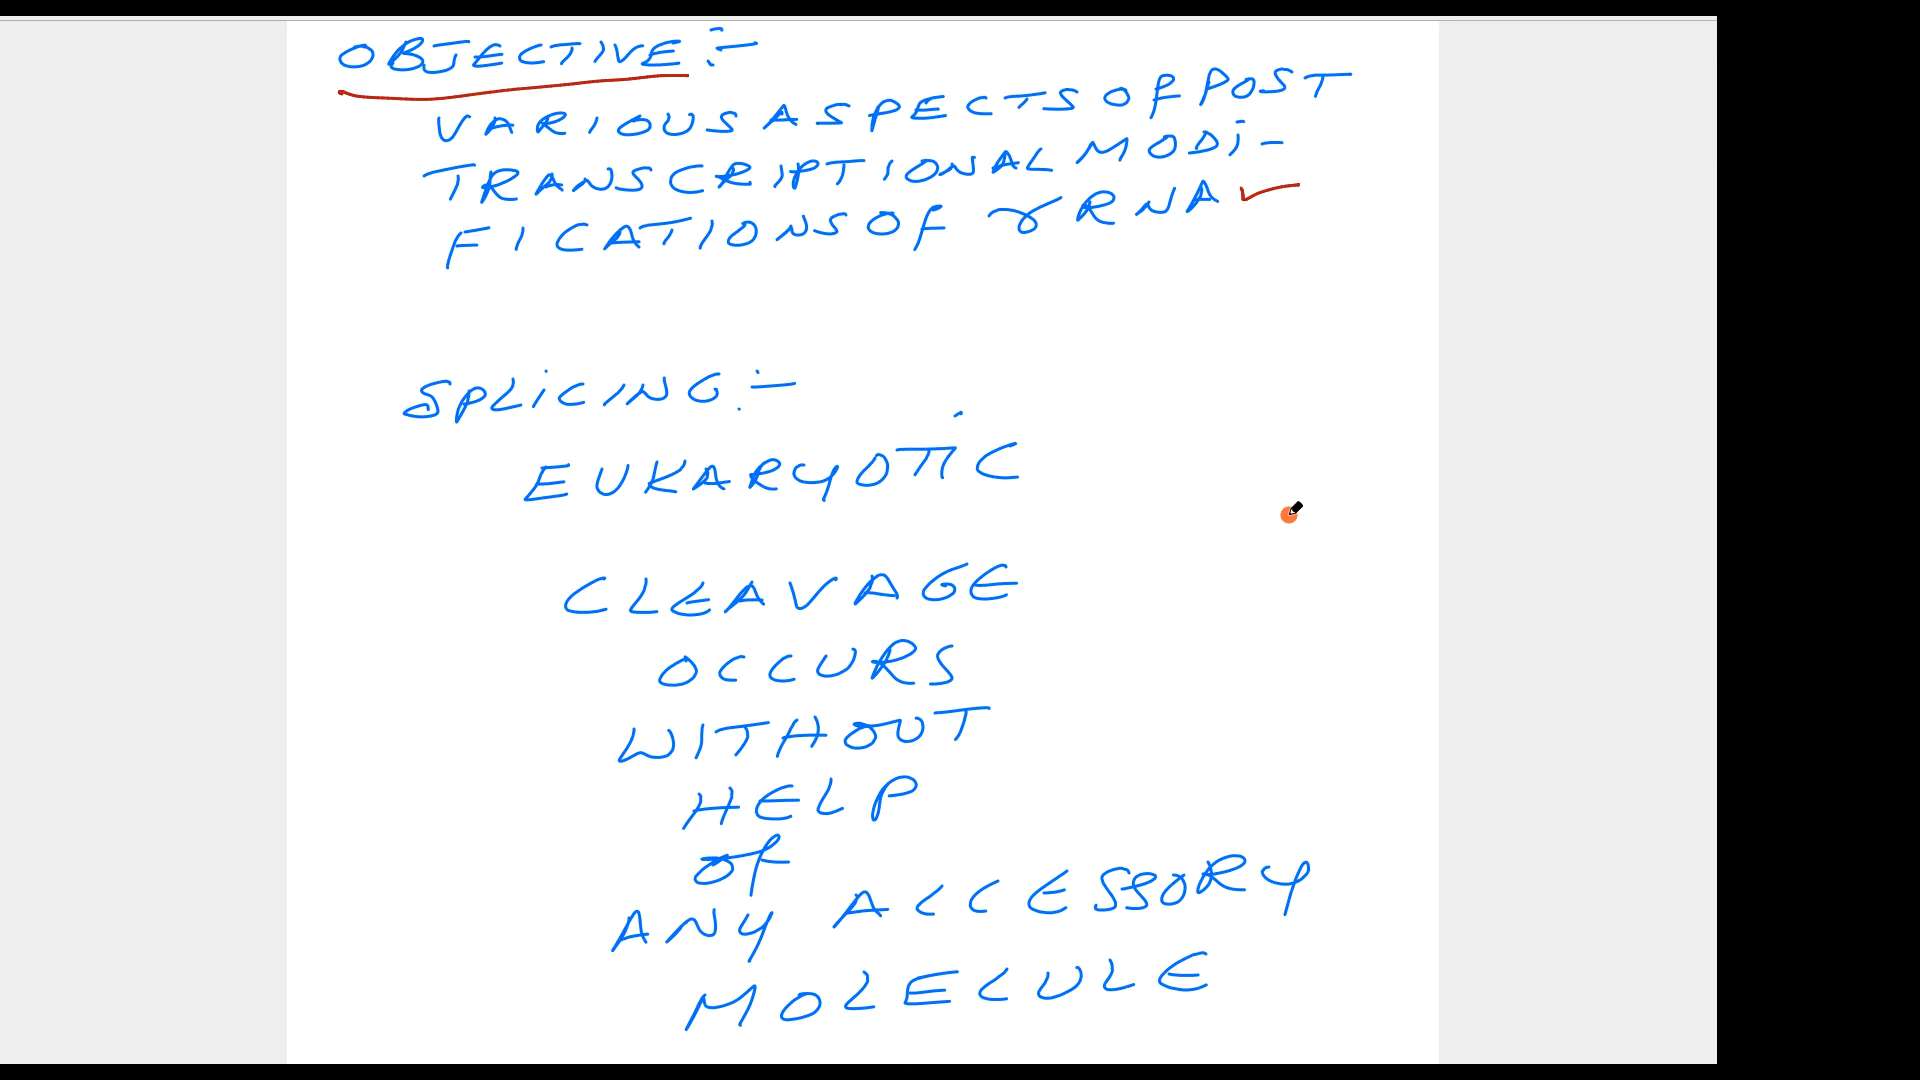 OBJECTIVE:-
VARIOUS ASPECTS OF POST
TRANSCRIPTIONAL MODI-
FICATIONS OF rRNA
SPLICING:-
EUKARYOTIC
CLEAVAGE
OCCURS
WITHOUT
HELP
OF
ANY ACCESSORY
MOLECULE